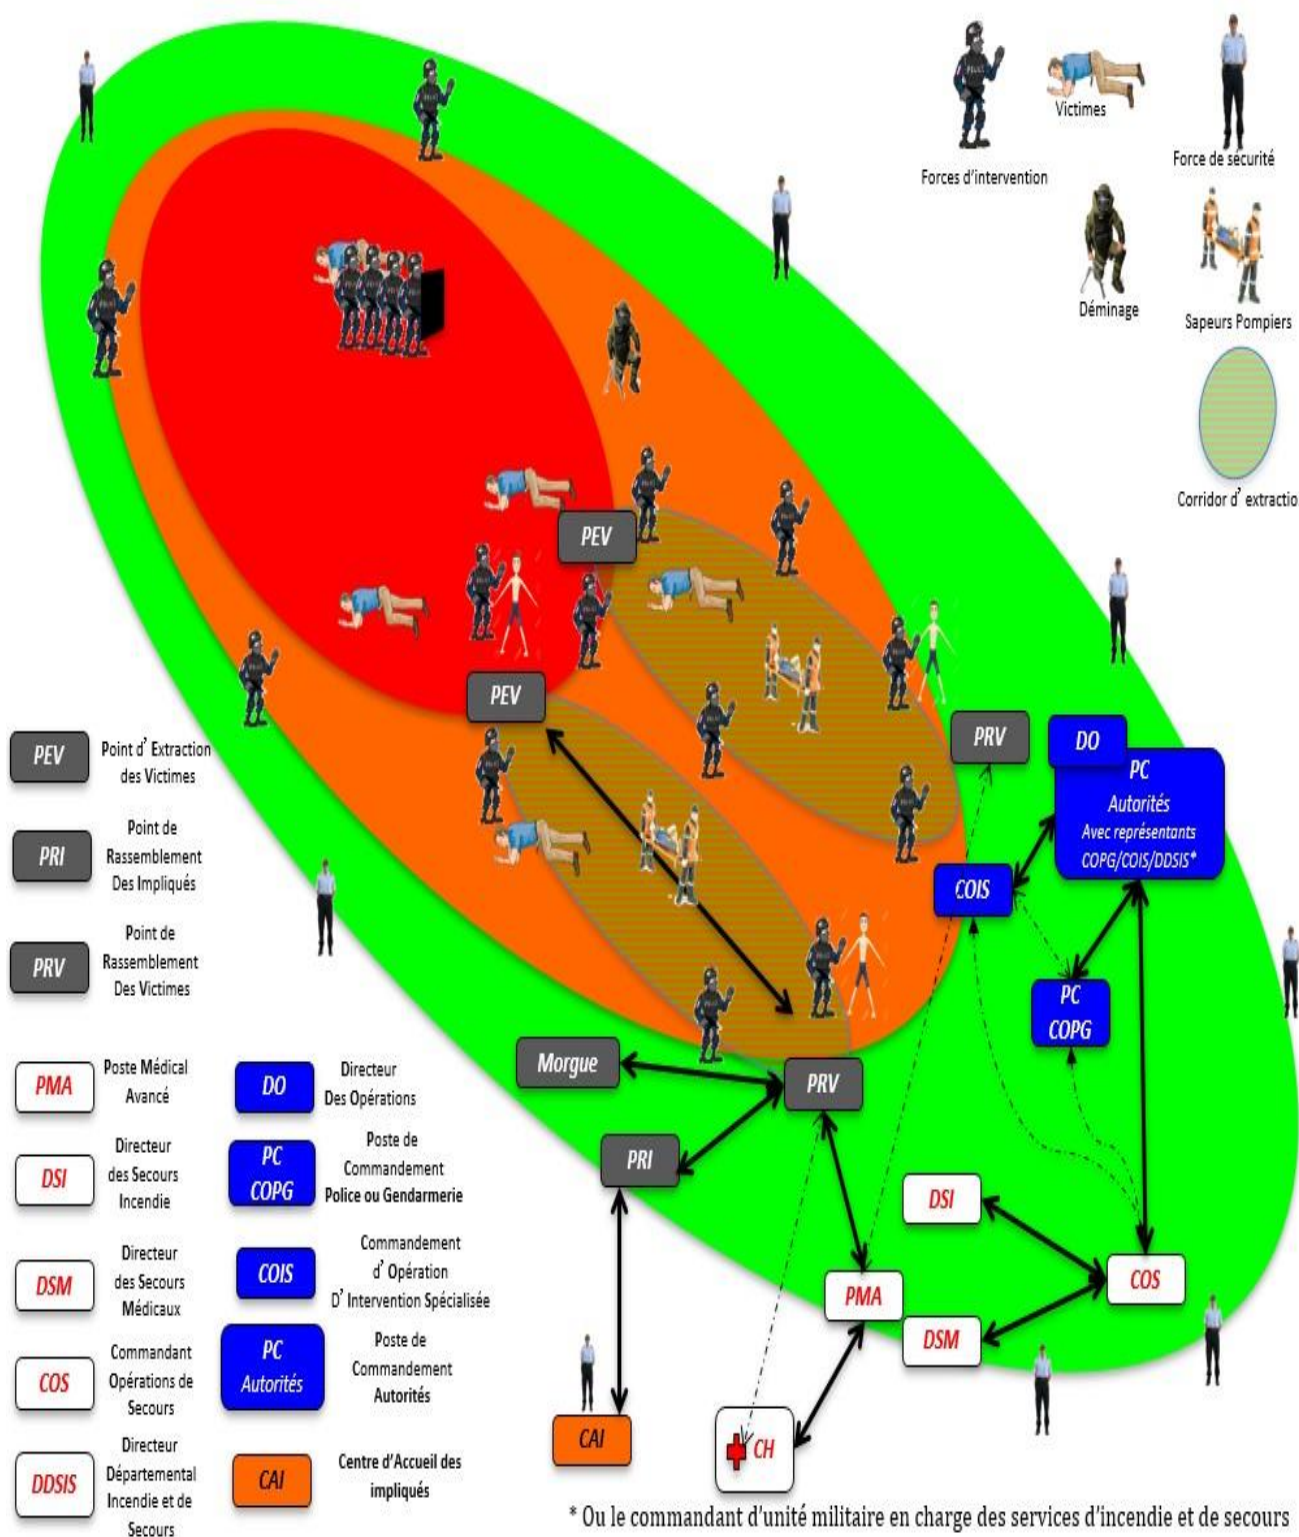 Victimes
Force de sécurité
Forces d'intervention
Déminage
Sapeurs Pompiers
Corridor d' extractio
PEV
PEV
PRV
DO
PC
Autorités
Avec représentants
COPG/COIS/DDSIS*
COIS
PC
COPG
Morgue
PRV
PRI
DSI
COS
PMA
DSM
CAI
CH
PEV
Point d' Extraction
des Victimes
PRI
Point de
Rassemblement
Des Impliqués
PRV
Point de
Rassemblement
Des Victimes
PMA
Poste Médical
Avancé
DSI
Directeur
des Secours
Incendie
DSM
Directeur
des Secours
Médicaux
COS
Commandant
Opérations de
Secours
DDSIS
Directeur
Départemental
Incendie et de
Secours
DO
Directeur
Des Opérations
PC
COPG
Poste de
Commandement
Police ou Gendarmerie
COIS
Commandement
d' Opération
D' Intervention Spécialisée
PC
Autorités
Poste de
Commandement
Autorités
CAI
Centre d'Accueil des
impliqués
* Ou le commandant d'unité militaire en charge des services d'incendie et de secours